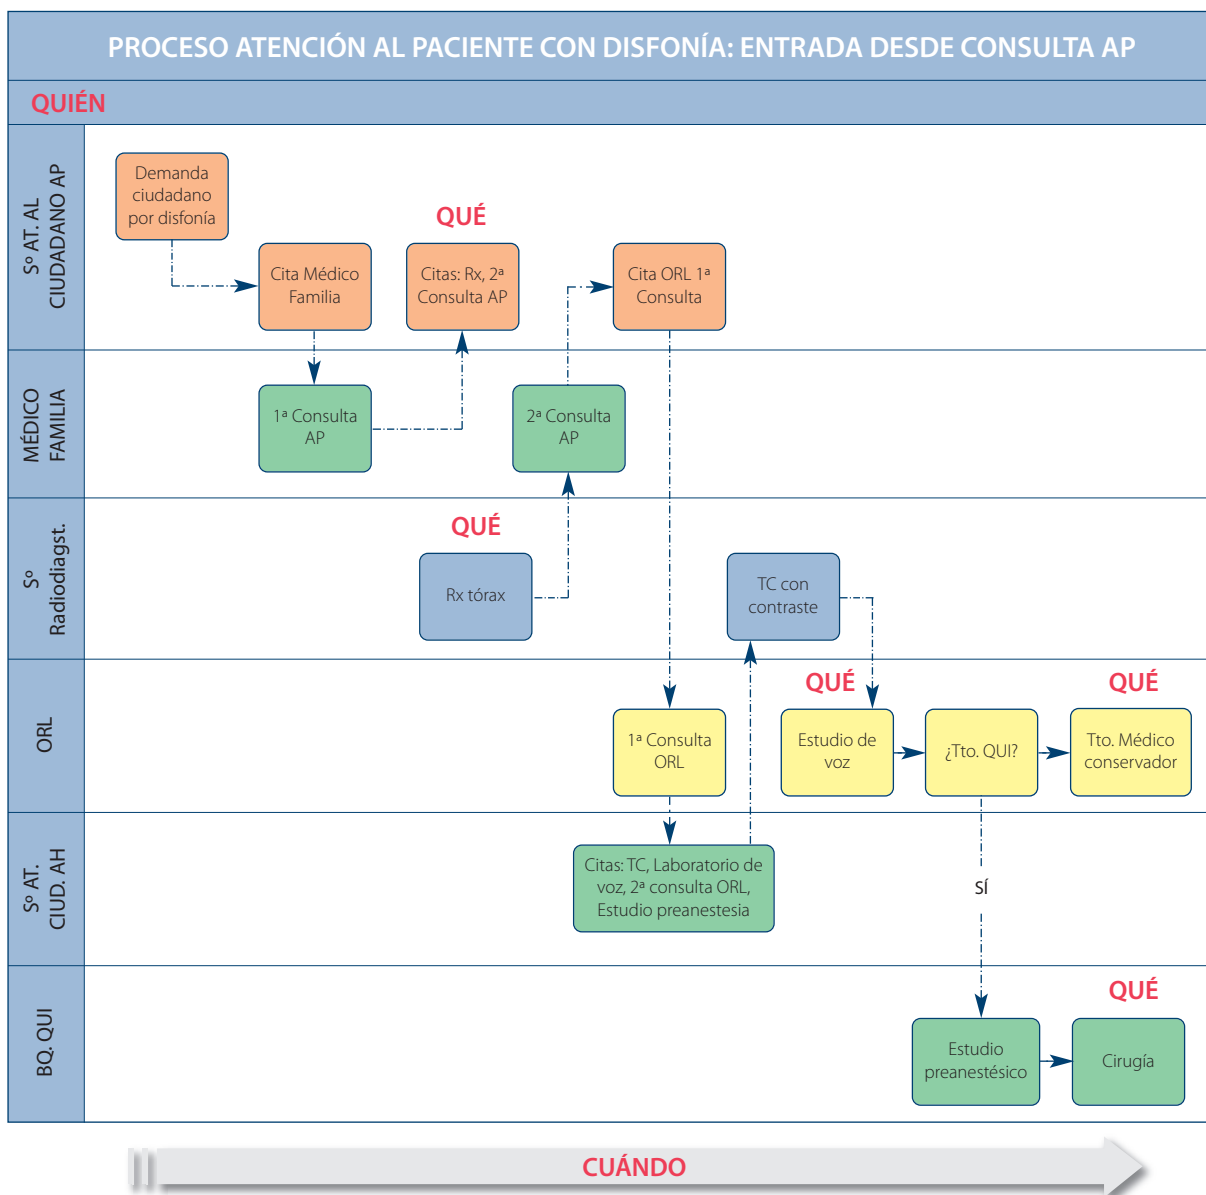 PROCESO ATENCIÓN AL PACIENTE CON DISFONÍA: ENTRADA DESDE CONSULTA AP
QUIÉN
Sº AT. AL
CIUDADANO AP
Demanda
ciudadano
por disfonía
Cita Médico
Familia
QUÉ
Citas: Rx, 2ª
Consulta AP
Cita ORL 1ª
Consulta
MÉDICO
FAMILIA
1ª Consulta
AP
2ª Consulta
AP
Sº
Radiodiagst.
QUÉ
Rx tórax
TC con
contraste
ORL
1ª Consulta
ORL
QUÉ
Estudio de
voz
¿Tto. QUI?
QUÉ
Tto. Médico
conservador
Sº AT.
CIUD. AH
Citas: TC, Laboratorio de
voz, 2ª consulta ORL,
Estudio preanestesia
SÍ
BQ. QUI
Estudio
preanestésico
QUÉ
Cirugía
CUÁNDO